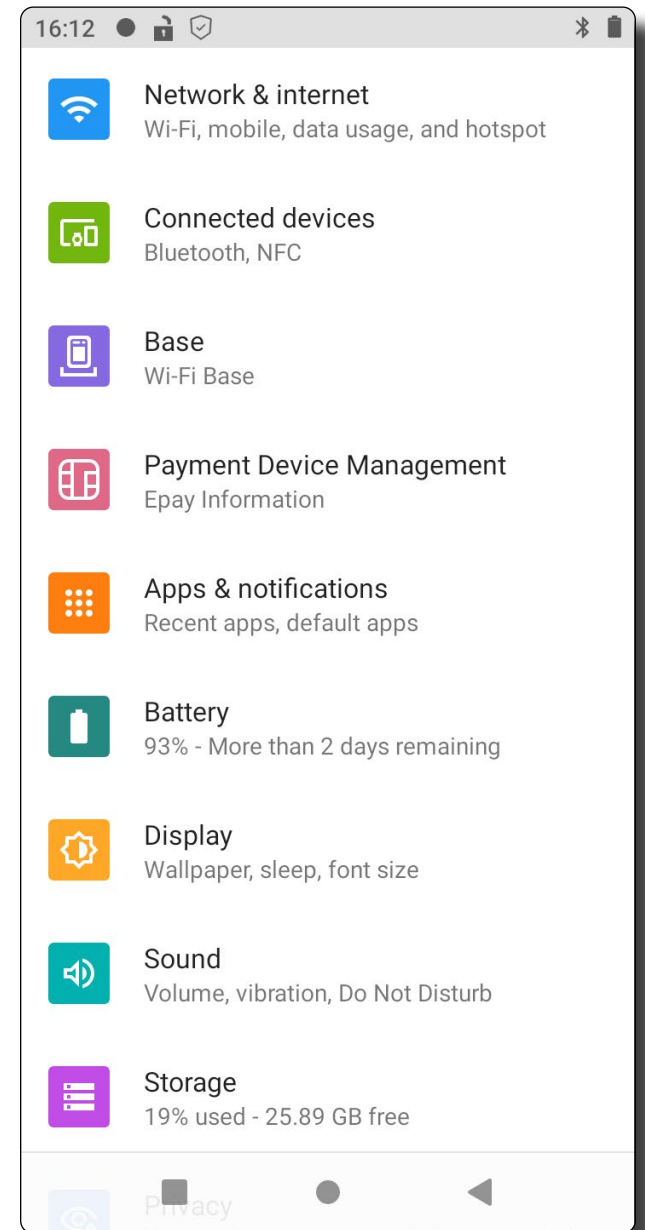 16:12
Network & internet
Wi-Fi, mobile, data usage, and hotspot
Connected devices
Bluetooth, NFC
Base
Wi-Fi Base
Payment Device Management
Epay Information
Apps & notifications
Recent apps, default apps
Battery
93% - More than 2 days remaining
Display
Wallpaper, sleep, font size
Sound
Volume, vibration, Do Not Disturb
Storage
19% used - 25.89 GB free
Privacy